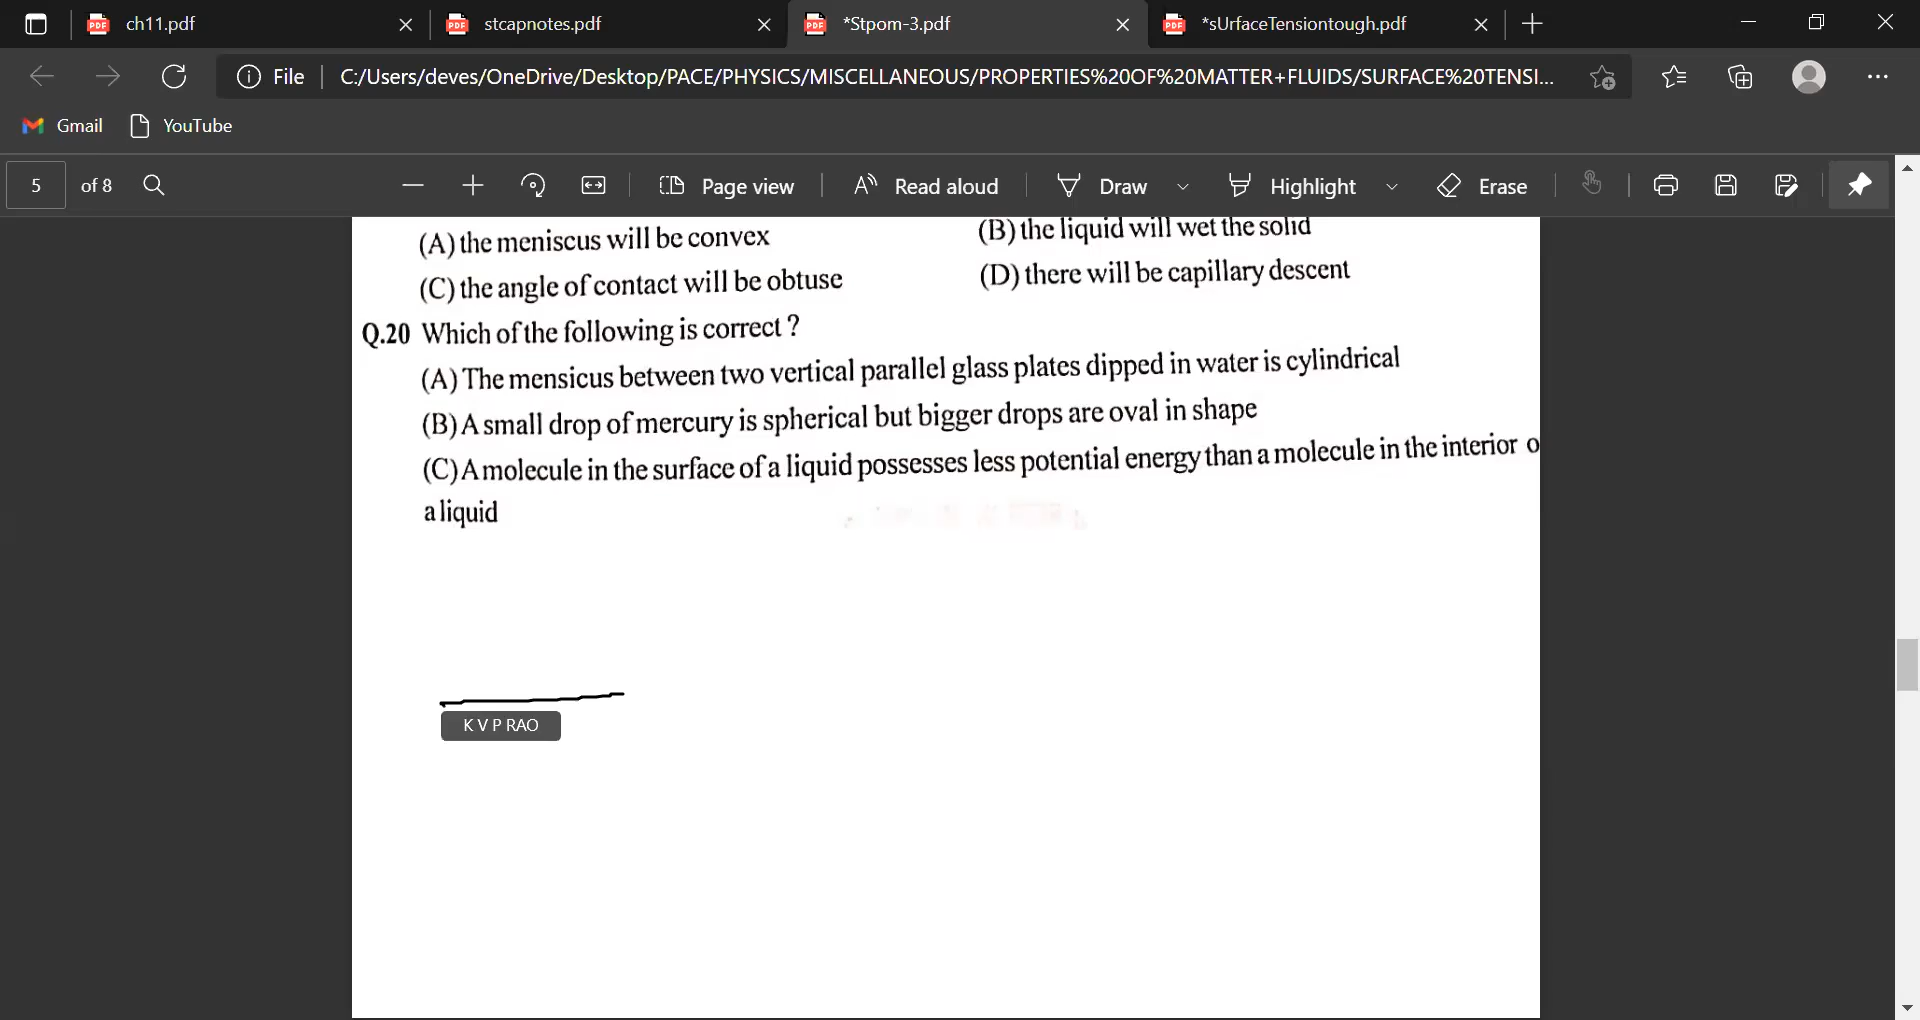 ch11.pdf
stcapnotes.pdf
*Stpom-3.pdf
*sUrfaceTensiontough.pdf
File
C:/Users/deves/OneDrive/Desktop/PACE/PHYSICS/MISCELLANEOUS/PROPERTIES%20OF%20MATTER+FLUIDS/SURFACE%20TENSI...
Gmail
YouTube
5 of 8
Page view
Read aloud
Draw
Highlight
Erase
(A) the meniscus will be convex
(B) the liquid will wet the solid
(C) the angle of contact will be obtuse
(D) there will be capillary descent
Q.20 Which of the following is correct ?
(A) The mensicus between two vertical parallel glass plates dipped in water is cylindrical
(B) A small drop of mercury is spherical but bigger drops are oval in shape
(C) A molecule in the surface of a liquid possesses less potential energy than a molecule in the interior o
a liquid
K V P RAO